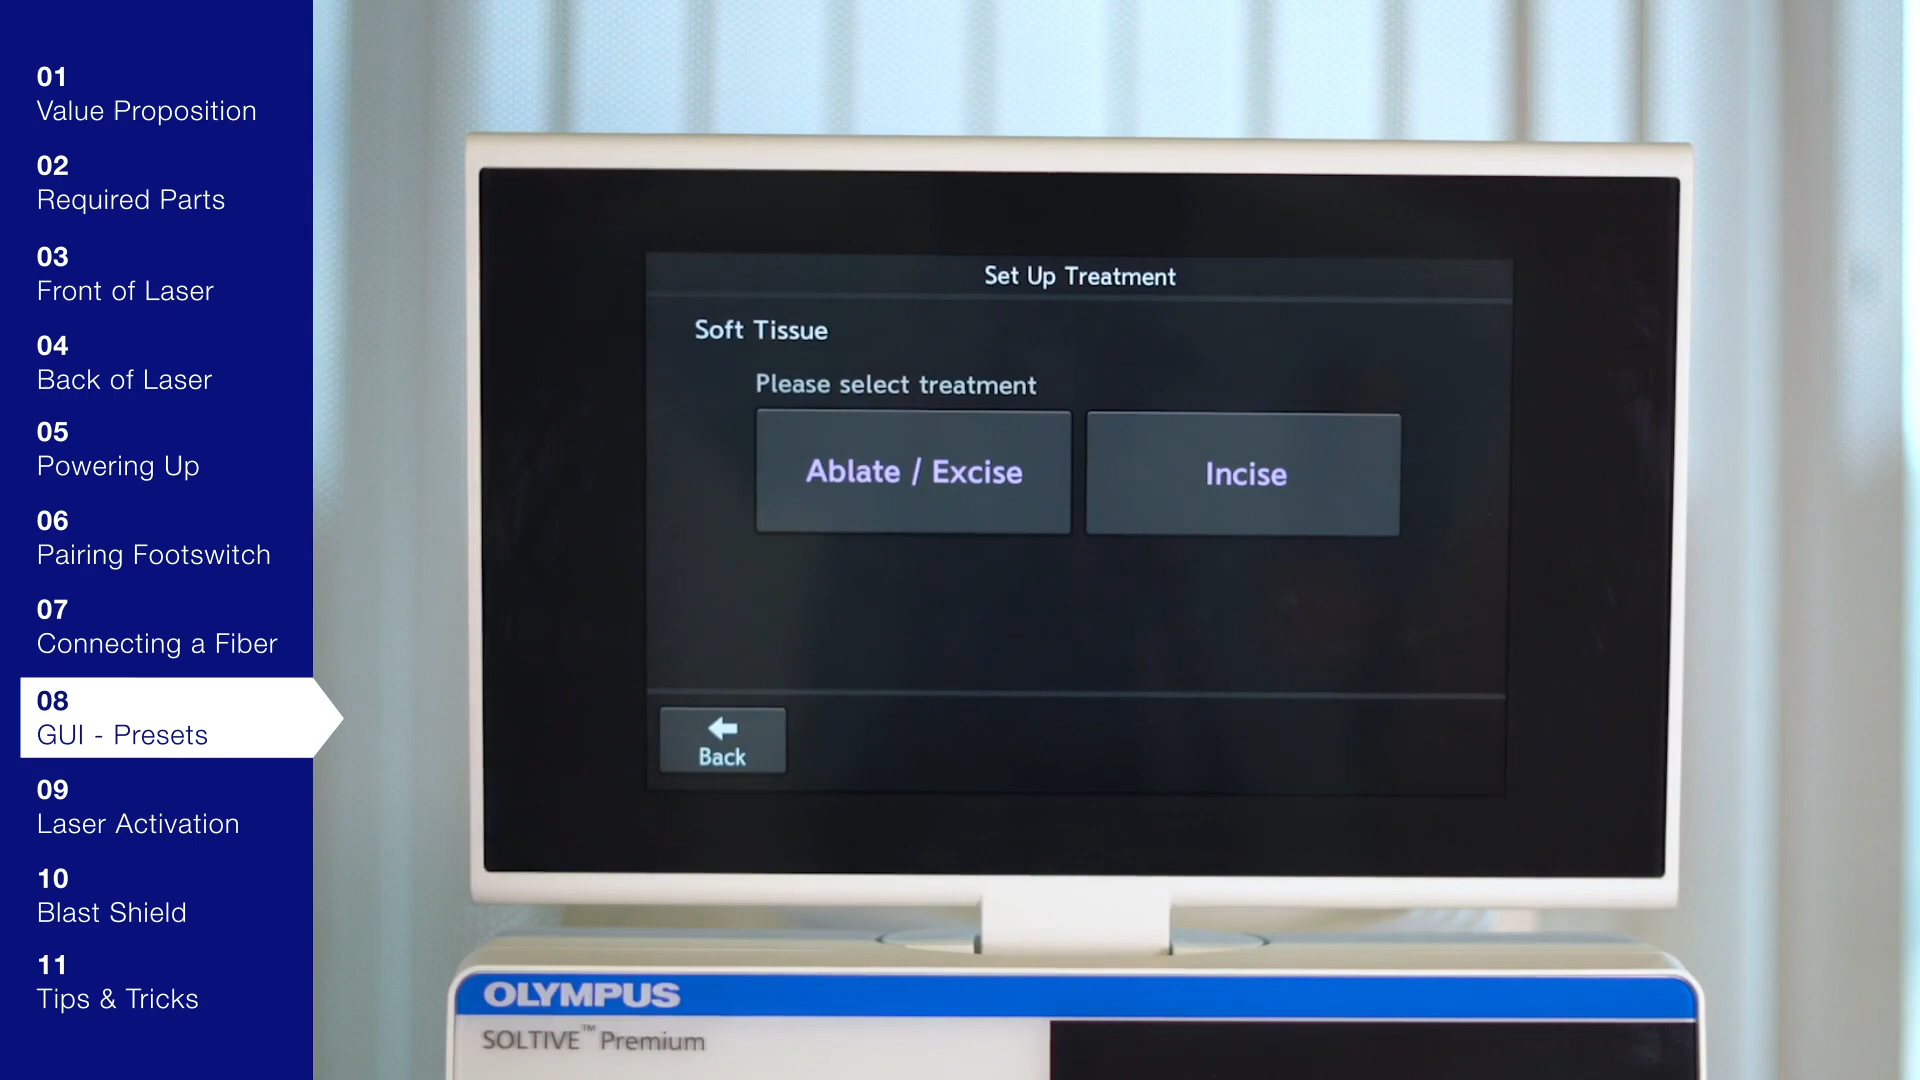 01
Value Proposition
02
Required Parts
03
Front of Laser
04
Back of Laser
05
Powering Up
06
Pairing Footswitch
07
Connecting a Fiber
08
GUI - Presets
09
Laser Activation
10
Blast Shield
11
Tips & Tricks
Set Up Treatment
Soft Tissue
Please select treatment
Ablate / Excise
Incise
Back
OLYMPUS
SOLTIVE™ Premium